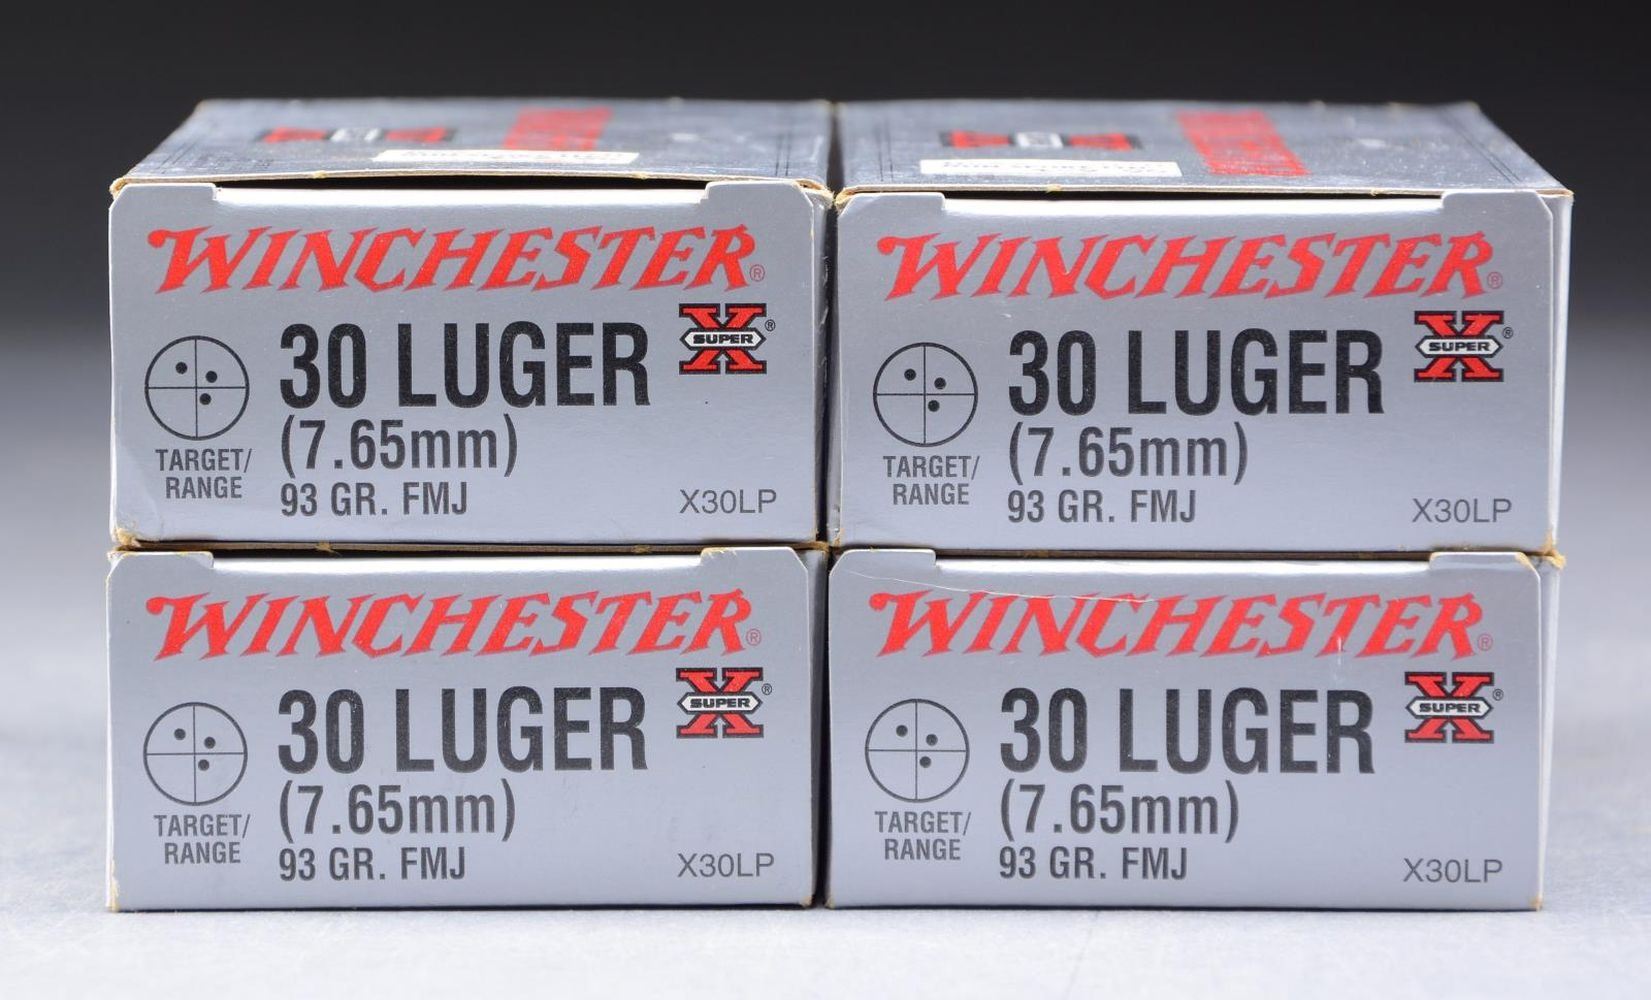 WINCHESTER®
30 LUGER
SUPER X®
(7.65mm)
TARGET/
RANGE
93 GR. FMJ
X30LP
WINCHESTER®
30 LUGER
SUPER X®
(7.65mm)
TARGET/
RANGE
93 GR. FMJ
X30LP
WINCHESTER®
30 LUGER
SUPER X®
(7.65mm)
TARGET/
RANGE
93 GR. FMJ
X30LP
WINCHESTER®
30 LUGER
SUPER X®
(7.65mm)
TARGET/
RANGE
93 GR. FMJ
X30LP